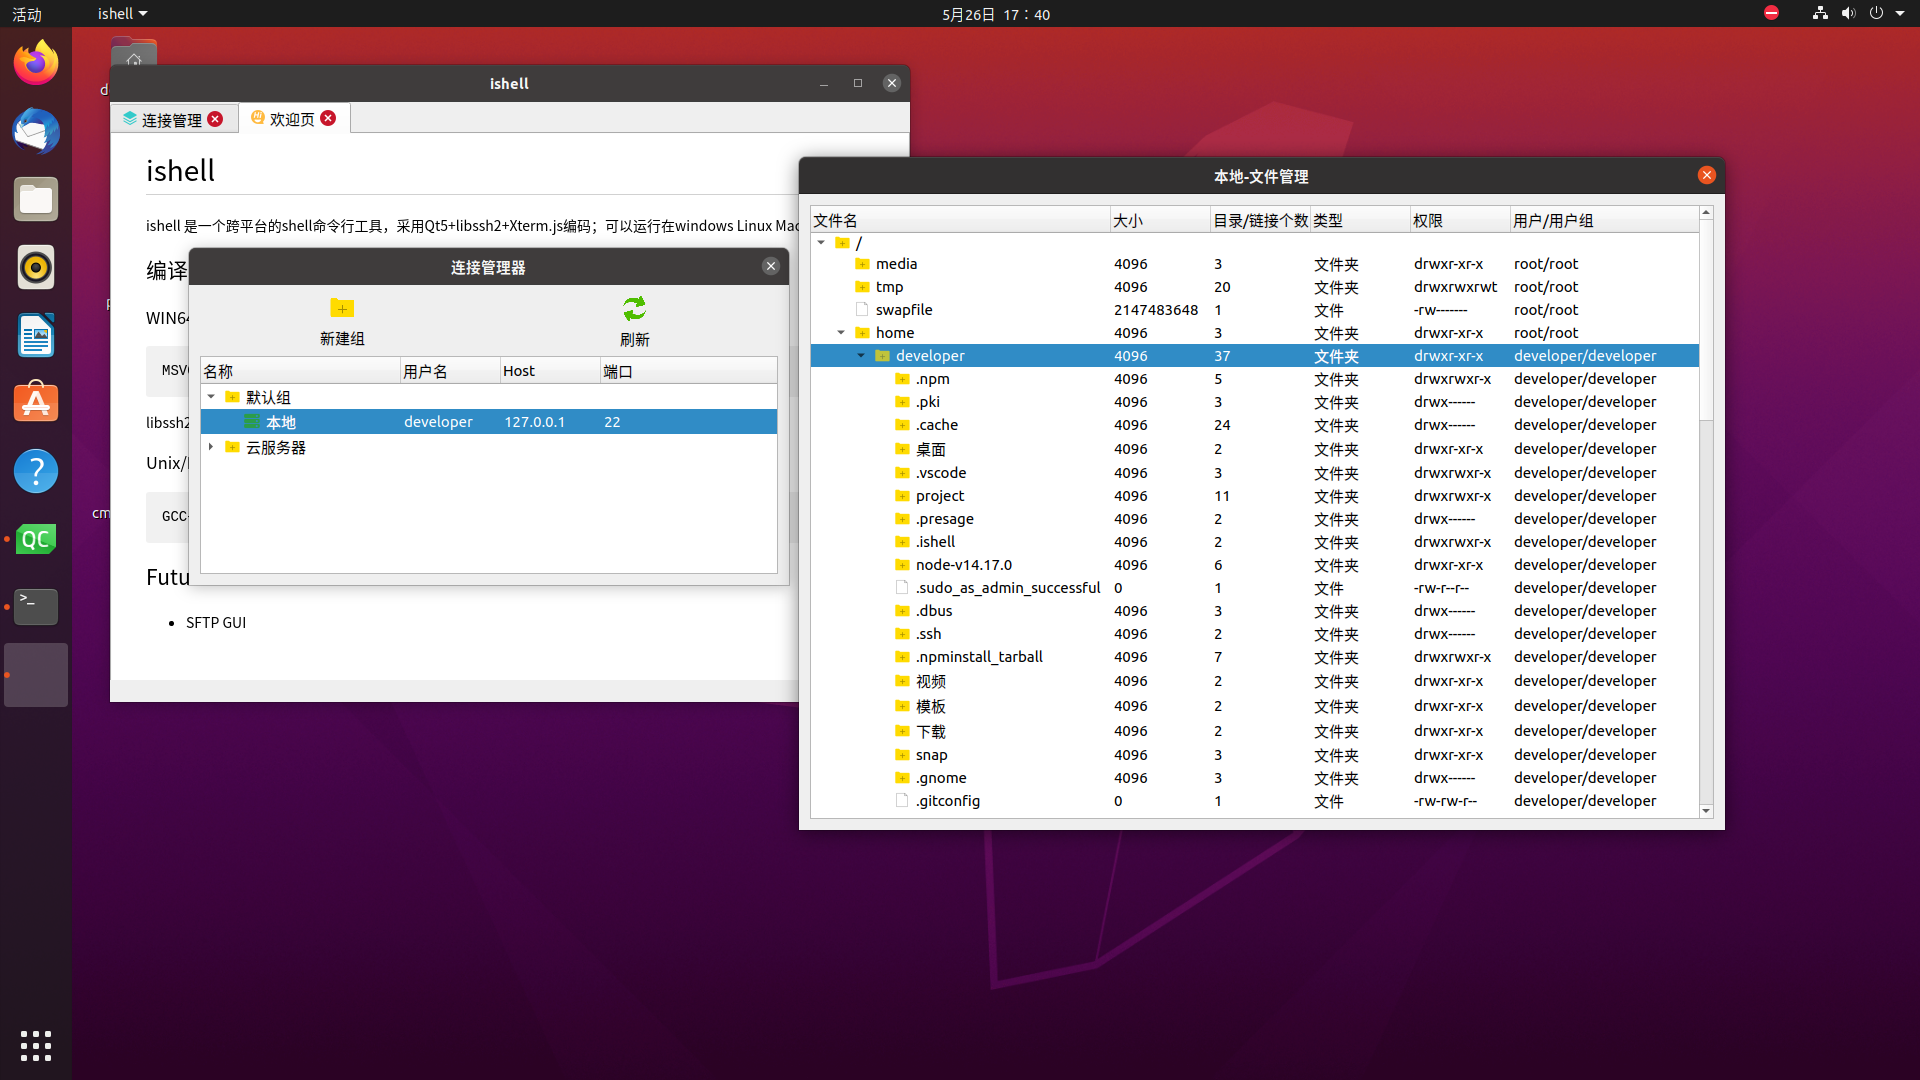 活动
ishell
5月26日 17：40
ishell
连接管理
欢迎页
ishell
ishell 是一个跨平台的shell命令行工具，采用Qt5+libssh2+Xterm.js编码；可以运行在windows Linux Mac
编译
WIN64
libssh2
Unix/
GCC
Futu
SFTP GUI
连接管理器
新建组
刷新
名称 用户名 Host 端口
默认组
本地 developer 127.0.0.1 22
云服务器
本地-文件管理
文件名 大小 目录/链接个数 类型 权限 用户/用户组
/
media 4096 3 文件夹 drwxr-xr-x root/root
tmp 4096 20 文件夹 drwxrwxrwt root/root
swapfile 2147483648 1 文件 -rw------- root/root
home 4096 3 文件夹 drwxr-xr-x root/root
developer 4096 37 文件夹 drwxr-xr-x developer/developer
.npm 4096 5 文件夹 drwxrwxr-x developer/developer
.pki 4096 3 文件夹 drwx------ developer/developer
.cache 4096 24 文件夹 drwx------ developer/developer
桌面 4096 2 文件夹 drwxr-xr-x developer/developer
.vscode 4096 3 文件夹 drwxrwxr-x developer/developer
project 4096 11 文件夹 drwxrwxr-x developer/developer
.presage 4096 2 文件夹 drwx------ developer/developer
.ishell 4096 2 文件夹 drwxrwxr-x developer/developer
node-v14.17.0 4096 6 文件夹 drwxr-xr-x developer/developer
.sudo_as_admin_successful 0 1 文件 -rw-r--r-- developer/developer
.dbus 4096 3 文件夹 drwx------ developer/developer
.ssh 4096 2 文件夹 drwx------ developer/developer
.npminstall_tarball 4096 7 文件夹 drwxrwxr-x developer/developer
视频 4096 2 文件夹 drwxr-xr-x developer/developer
模板 4096 2 文件夹 drwxr-xr-x developer/developer
下载 4096 2 文件夹 drwxr-xr-x developer/developer
snap 4096 3 文件夹 drwxr-xr-x developer/developer
.gnome 4096 3 文件夹 drwx------ developer/developer
.gitconfig 0 1 文件 -rw-rw-r-- developer/developer
QC
cm